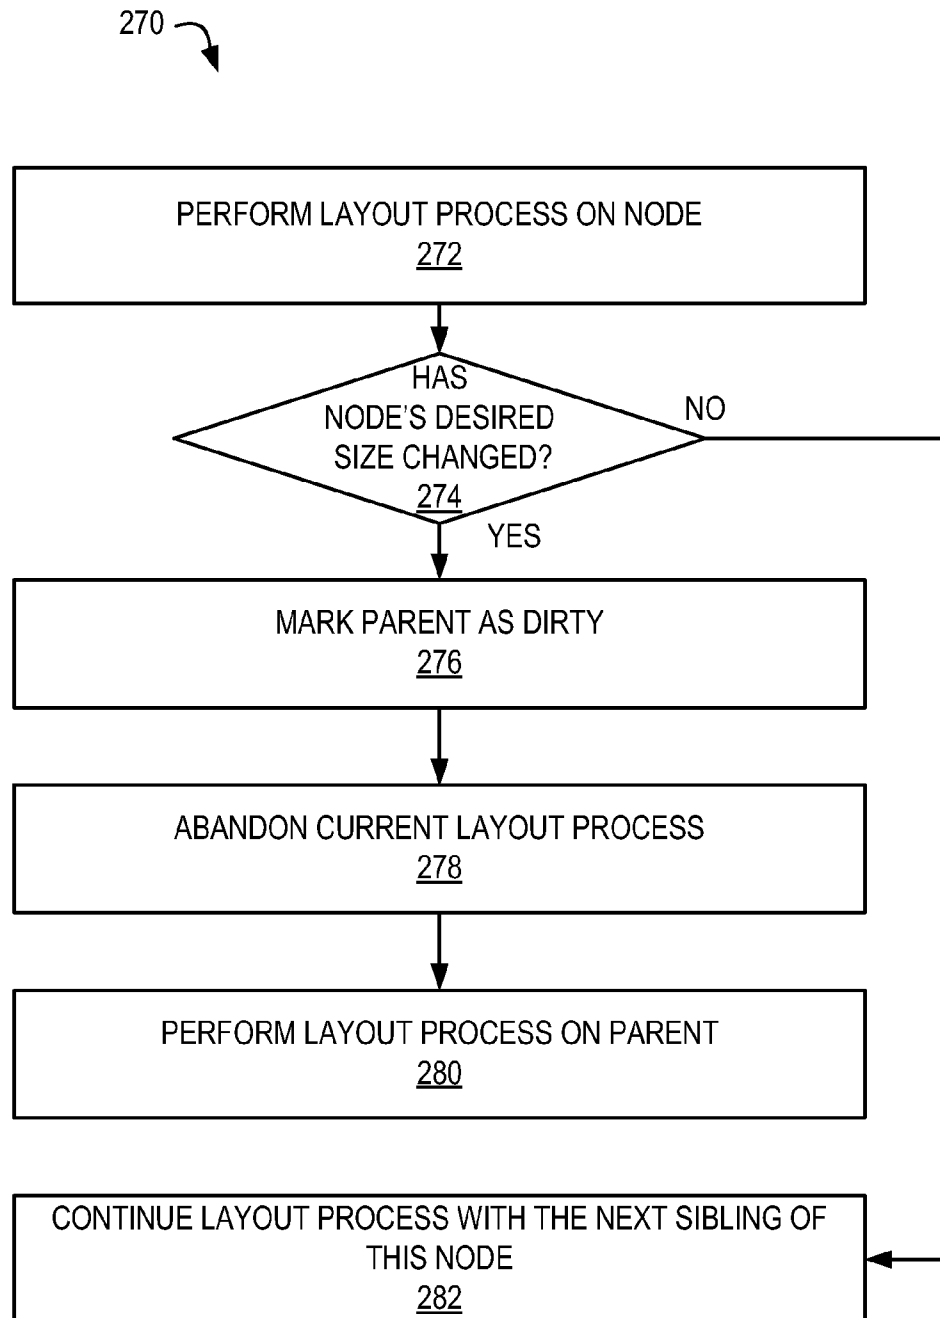 270
PERFORM LAYOUT PROCESS ON NODE
272
HAS
NODE'S DESIRED
SIZE CHANGED?
274
NO
YES
MARK PARENT AS DIRTY
276
ABANDON CURRENT LAYOUT PROCESS
278
PERFORM LAYOUT PROCESS ON PARENT
280
CONTINUE LAYOUT PROCESS WITH THE NEXT SIBLING OF
THIS NODE
282